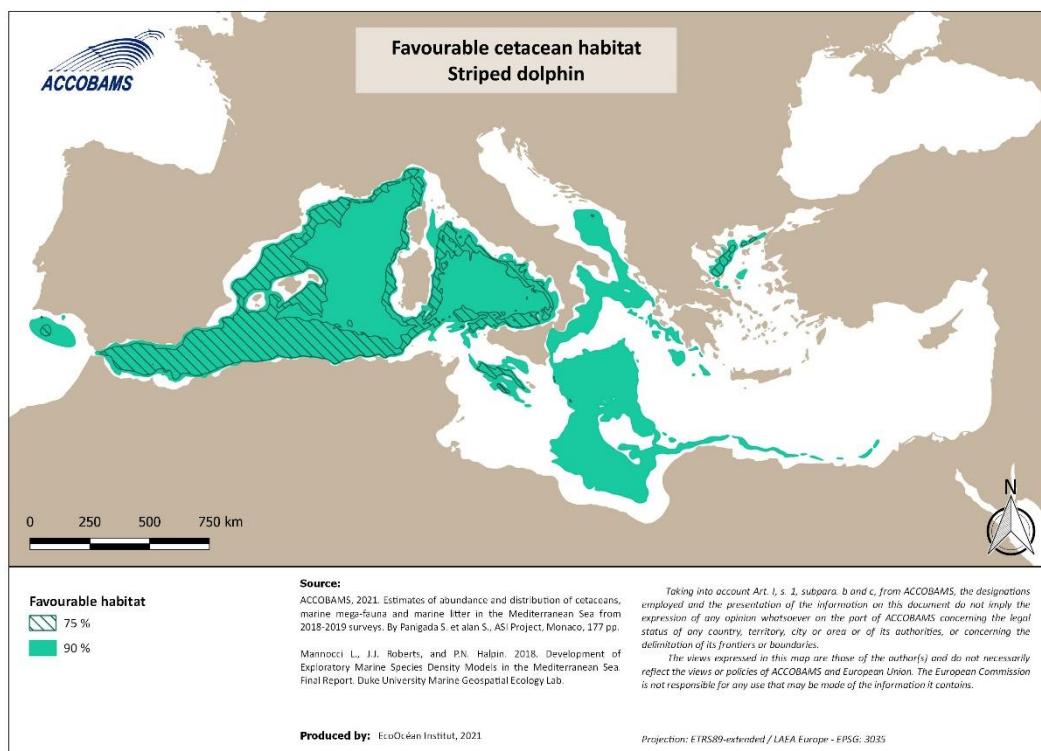 ACCOBAMS
Favourable cetacean habitat
Striped dolphin
N
0 250 500 750 km
Favourable habitat
75 %
90 %
Source:
ACCOBAMS, 2021. Estimates of abundance and distribution of cetaceans,
marine mega-fauna and marine litter in the Mediterranean Sea from
2018-2019 surveys. By Panigada S. et alan S., ASI Project, Monaco, 177 pp.
Mannocci L., J.J. Roberts, and P.N. Halpin. 2018. Development of
Exploratory Marine Species Density Models in the Mediterranean Sea.
Final Report. Duke University Marine Geospatial Ecology Lab.
Produced by: EcoOcéan Institut, 2021
Taking into account Art. I, s. 1, subpara. b and c, from ACCOBAMS, the designations
employed and the presentation of the information on this document do not imply the
expression of any opinion whatsoever on the part of ACCOBAMS concerning the legal
status of any country, territory, city or area or of its authorities, or concerning the
delimitation of its frontiers or boundaries.
The views expressed in this map are those of the author(s) and do not necessarily
reflect the views or policies of ACCOBAMS and European Union. The European Commission
is not responsible for any use that may be made of the information it contains.
Projection: ETRS89-extended / LAEA Europe - EPSG: 3035